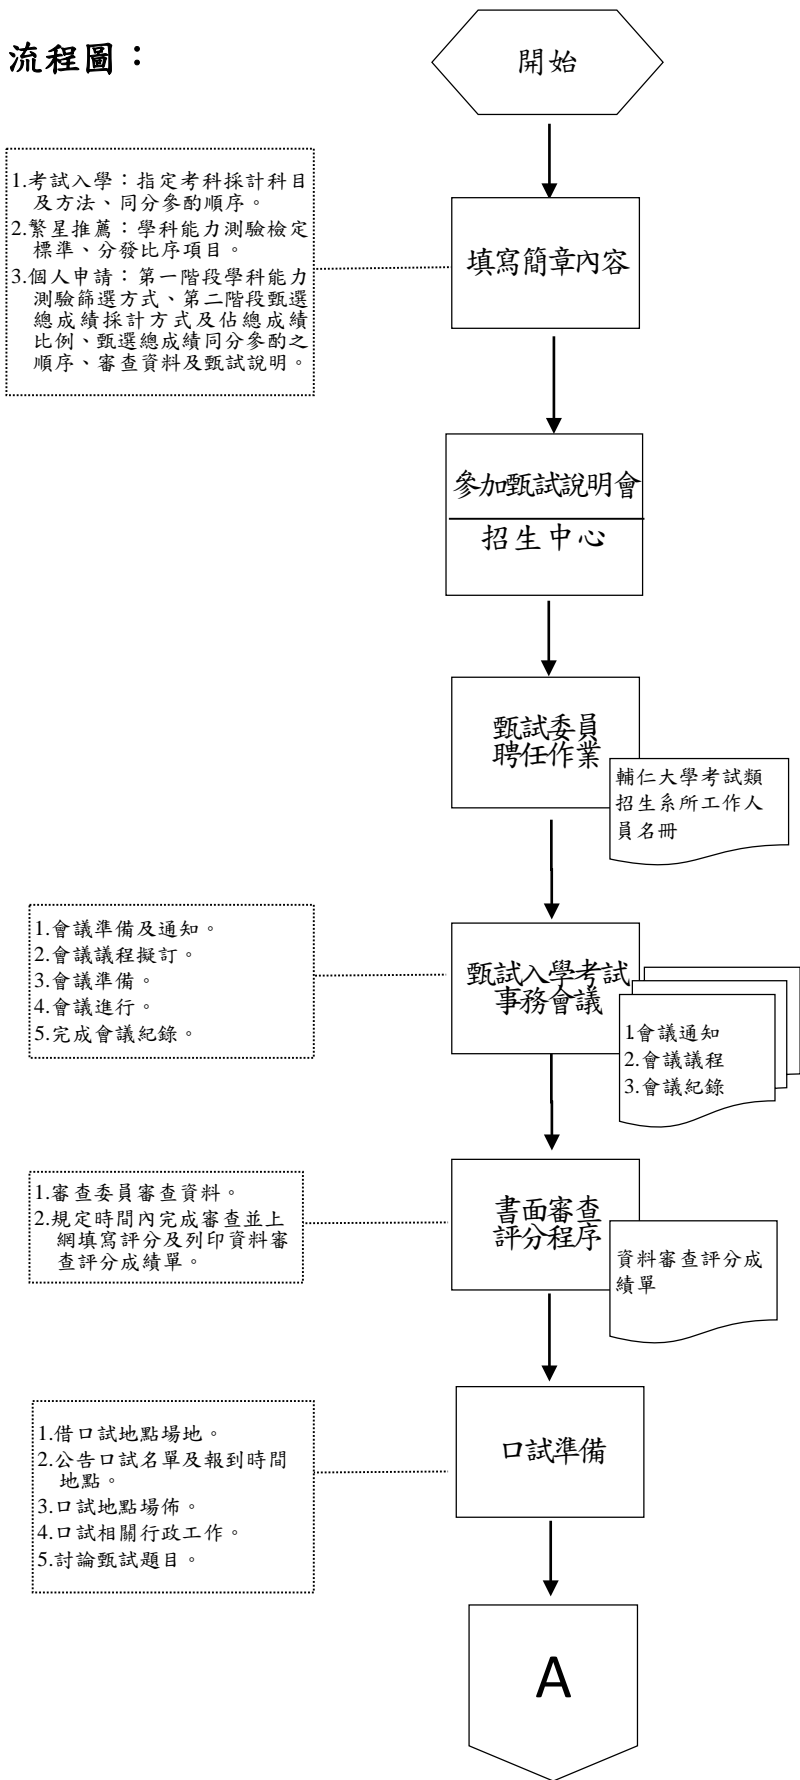 流程圖：
開始
1.考試入學：指定考科採計科目
及方法、同分參酌順序。
2.繁星推薦：學科能力測驗檢定
標準、分發比序項目。
3.個人申請：第一階段學科能力
測驗篩選方式、第二階段甄選
總成績採計方式及佔總成績
比例、甄選總成績同分參酌之
順序、審查資料及甄試說明。
填寫簡章內容
參加甄試說明會
招生中心
甄試委員
聘任作業
輔仁大學考試類
招生系所工作人
員名冊
1.會議準備及通知。
2.會議議程擬訂。
3.會議準備。
4.會議進行。
5.完成會議紀錄。
甄試入學考試
事務會議
1.會議通知
2.會議議程
3.會議紀錄
1.審查委員審查資料。
2.規定時間內完成審查並上
網填寫評分及列印資料審
查評分成績單。
書面審查
評分程序
資料審查評分成
績單
1.借口試地點場地。
2.公告口試名單及報到時間
地點。
3.口試地點場佈。
4.口試相關行政工作。
5.討論甄試題目。
口試準備
A